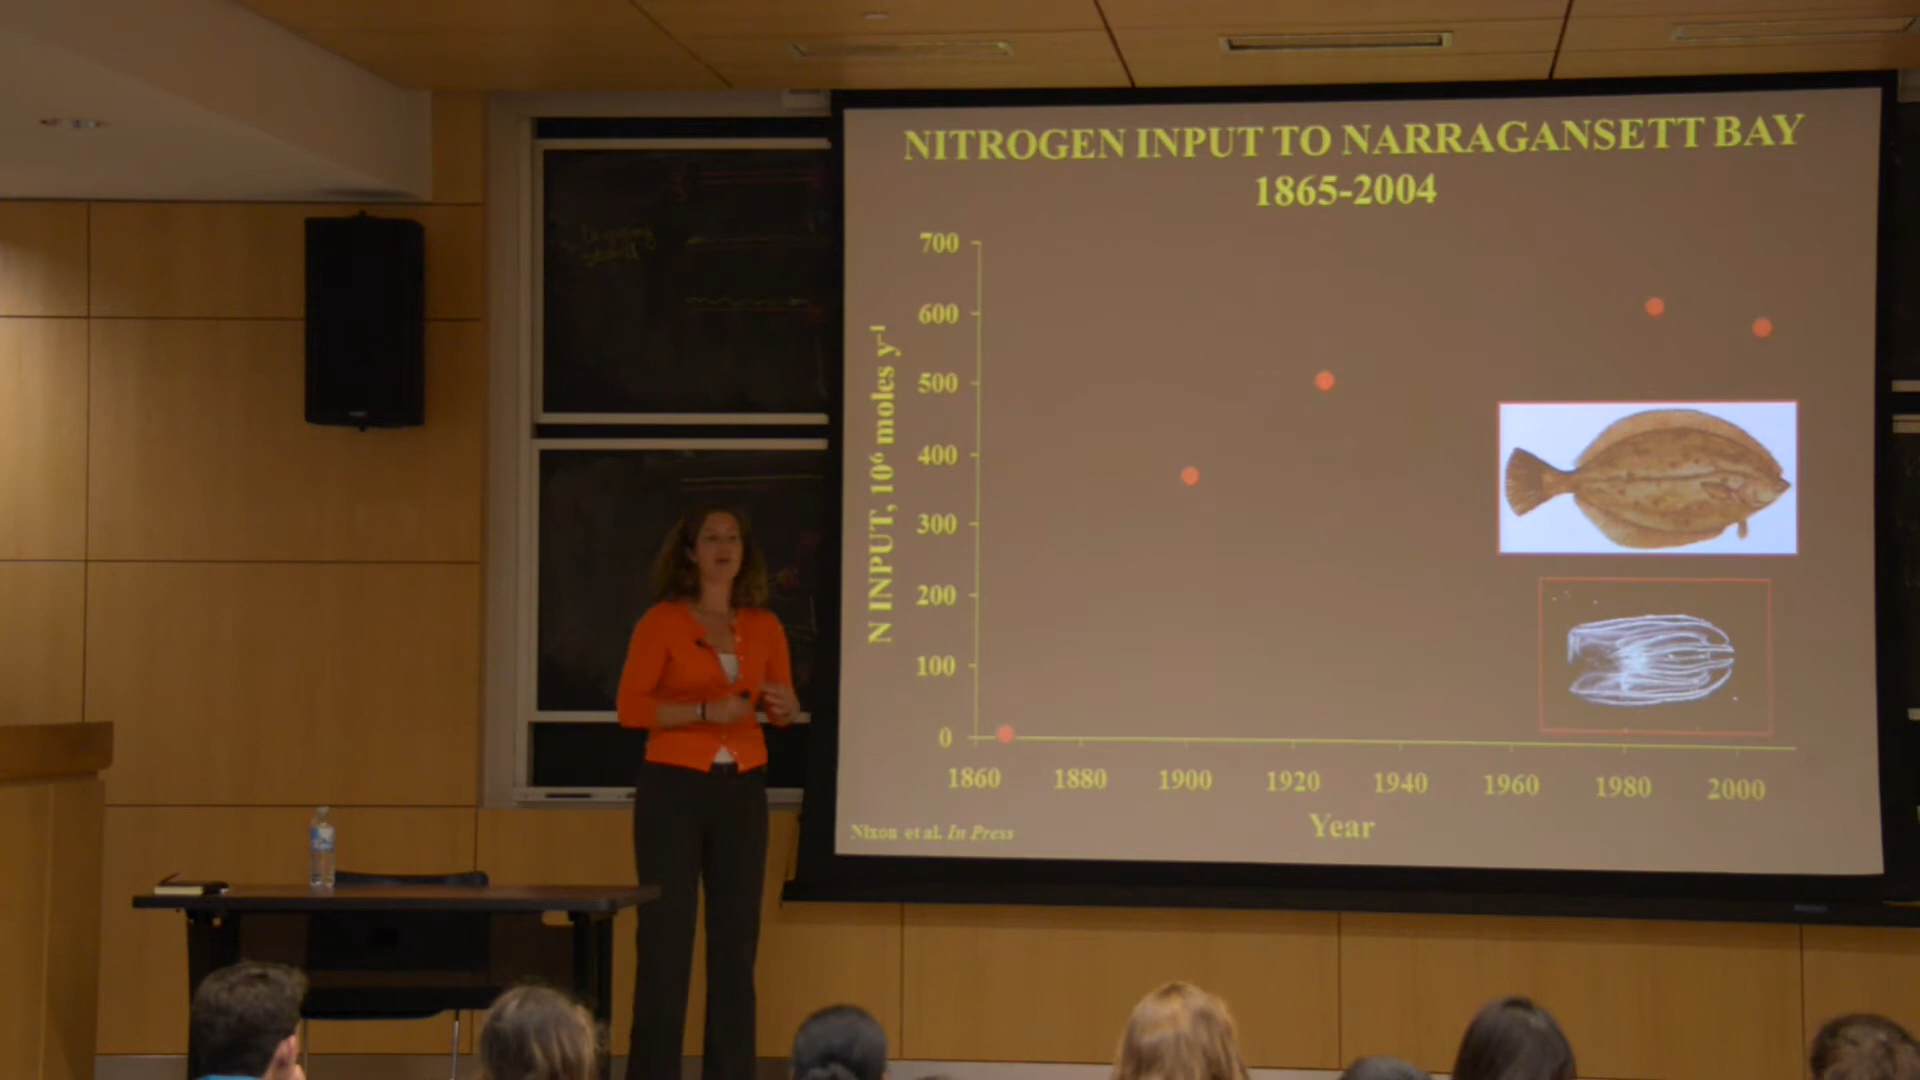 NITROGEN INPUT TO NARRAGANSETT BAY
1865-2004
700
600
500
400
300
200
100
0
N INPUT, 10⁶ moles y⁻¹
1860 1880 1900 1920 1940 1960 1980 2000
Year
Nixon et al. In Press